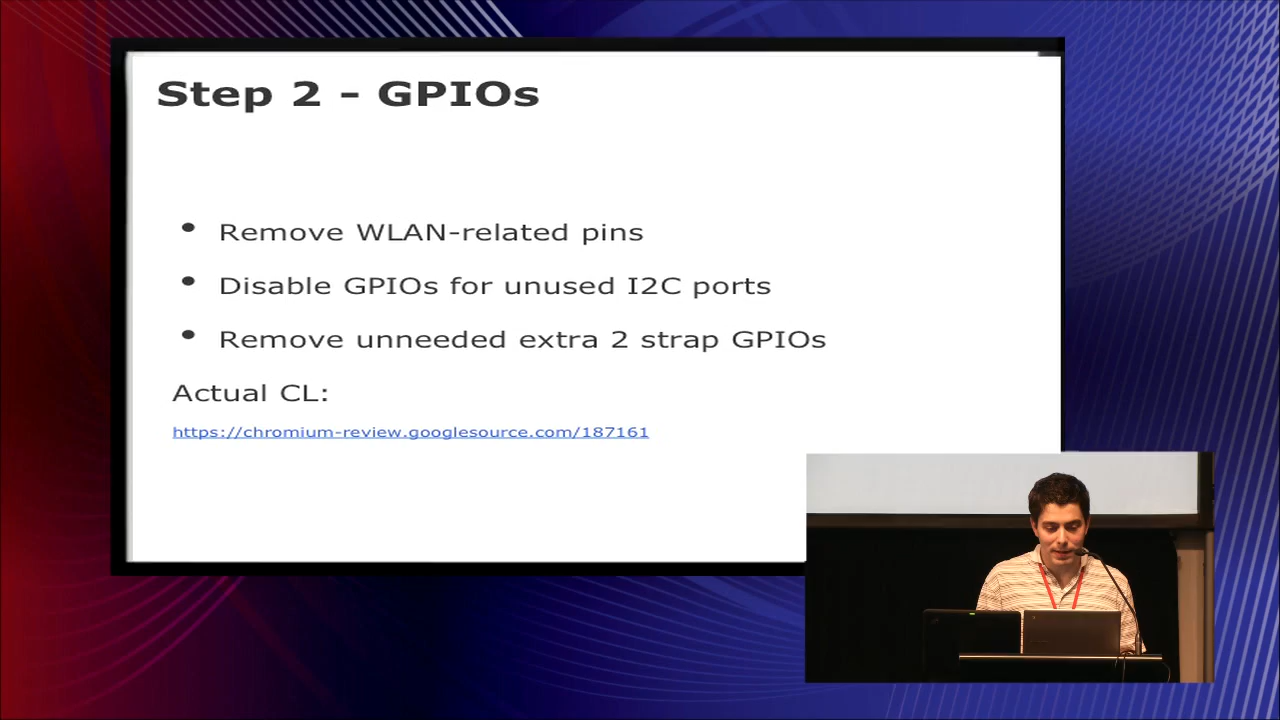 Step 2 - GPIOs
• Remove WLAN-related pins
• Disable GPIOs for unused I2C ports
• Remove unneeded extra 2 strap GPIOs
Actual CL:
https://chromium-review.googlesource.com/187161